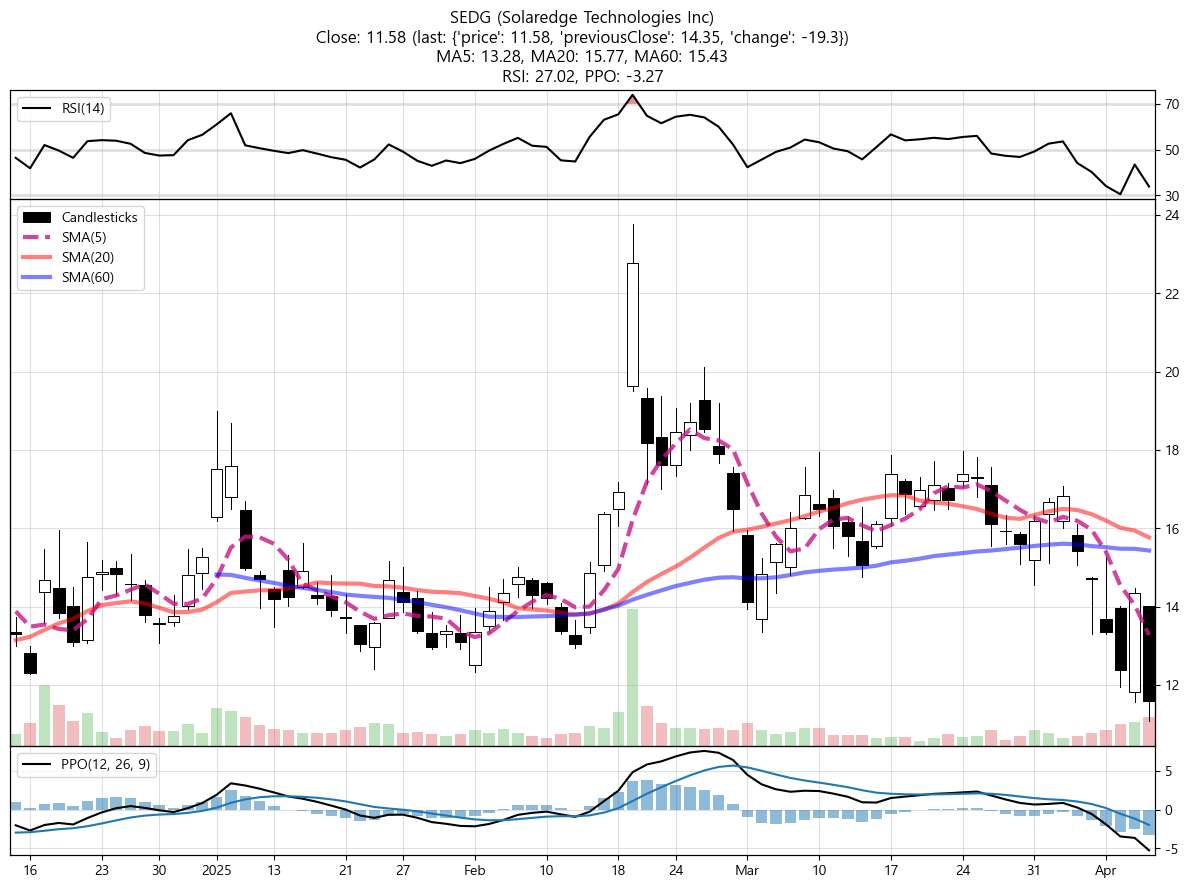 SEDG (Solaredge Technologies Inc)
Close: 11.58 (last: {'price': 11.58, 'previousClose': 14.35, 'change': -19.3})
MA5: 13.28, MA20: 15.77, MA60: 15.43
RSI: 27.02, PPO: -3.27
RSI(14)
70
50
30
Candlesticks
SMA(5)
SMA(20)
SMA(60)
24
22
20
18
16
14
12
PPO(12, 26, 9)
5
0
-5
16 23 30 2025 13 21 27 Feb 10 18 24 Mar 10 17 24 31 Apr